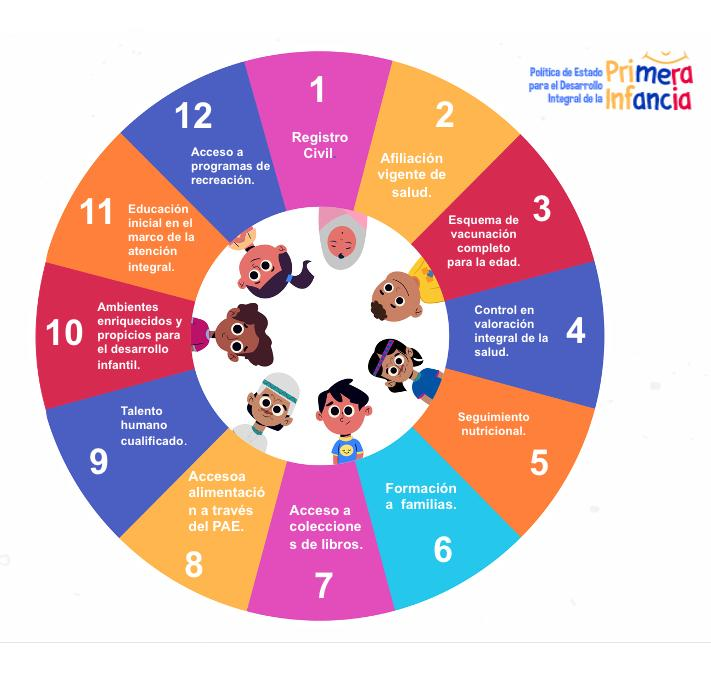 Política de Estado
para el Desarrollo
Integral de la
Primera
Infancia
1
Registro
Civil
2
Afiliación
vigente de
salud.
3
Esquema de
vacunación
completo
para la edad.
4
Control en
valoración
integral de la
salud.
5
Seguimiento
nutricional.
6
Formación
a familias.
7
Acceso a
coleccione
s de libros.
8
Accesoa
alimentació
n a través
del PAE.
9
Talento
humano
cualificado.
10
Ambientes
enriquecidos y
propicios para
el desarrollo
infantil.
11
Educación
inicial en el
marco de la
atención
integral.
12
Acceso a
programas de
recreación.